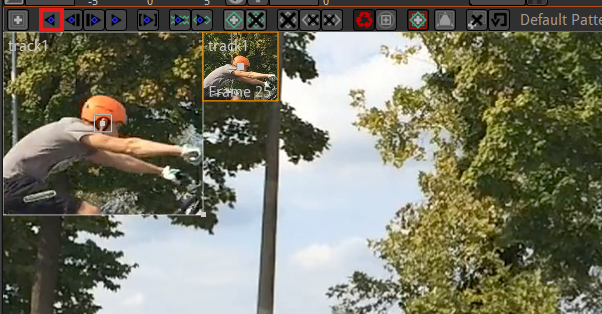 -5 0 5 0
Default Patte
track1
track1
Frame 25